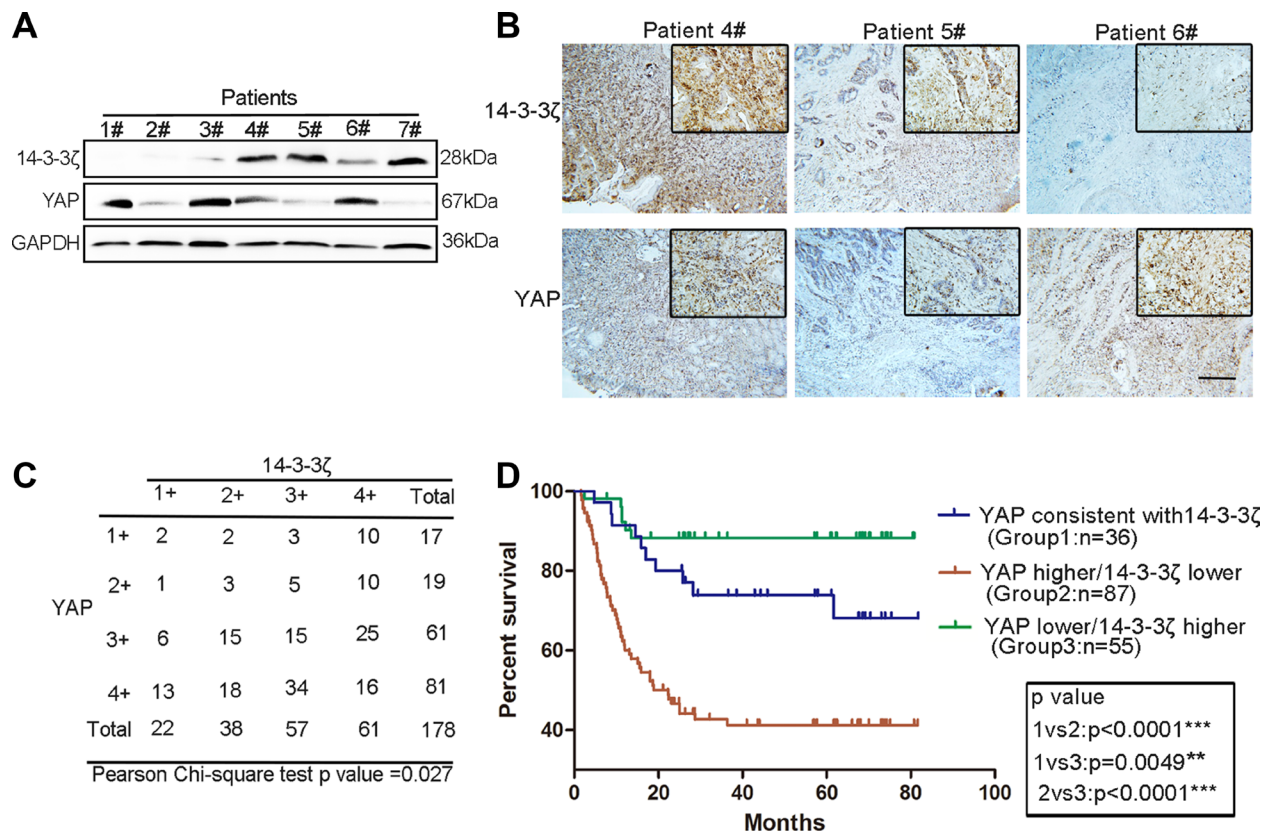 A
Patients
1# 2# 3# 4# 5# 6# 7#
14-3-3ζ 28kDa
YAP 67kDa
GAPDH 36kDa
B
Patient 4# Patient 5# Patient 6#
14-3-3ζ
YAP
C
14-3-3ζ
1+ 2+ 3+ 4+ Total
1+ 2 2 3 10 17
2+ 1 3 5 10 19
YAP
3+ 6 15 15 25 61
4+ 13 18 34 16 81
Total 22 38 57 61 178
Pearson Chi-square test p value =0.027
D
Percent survival
100
80
60
40
0 20 40 60 80 100
Months
YAP consistent with14-3-3ζ
(Group1:n=36)
YAP higher/14-3-3ζ lower
(Group2:n=87)
YAP lower/14-3-3ζ higher
(Group3:n=55)
p value
1vs2:p<0.0001***
1vs3:p=0.0049**
2vs3:p<0.0001***